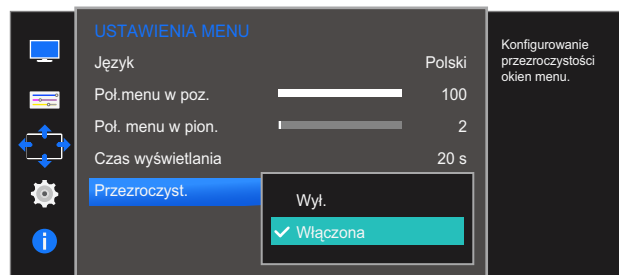 USTAWIENIA MENU
Język Polski
Poł.menu w poz. 100
Poł. menu w pion. 2
Czas wyświetlania 20 s
Przezroczyst.
Wył.
Włączona
Konfigurowanie
przezroczystości
okien menu.